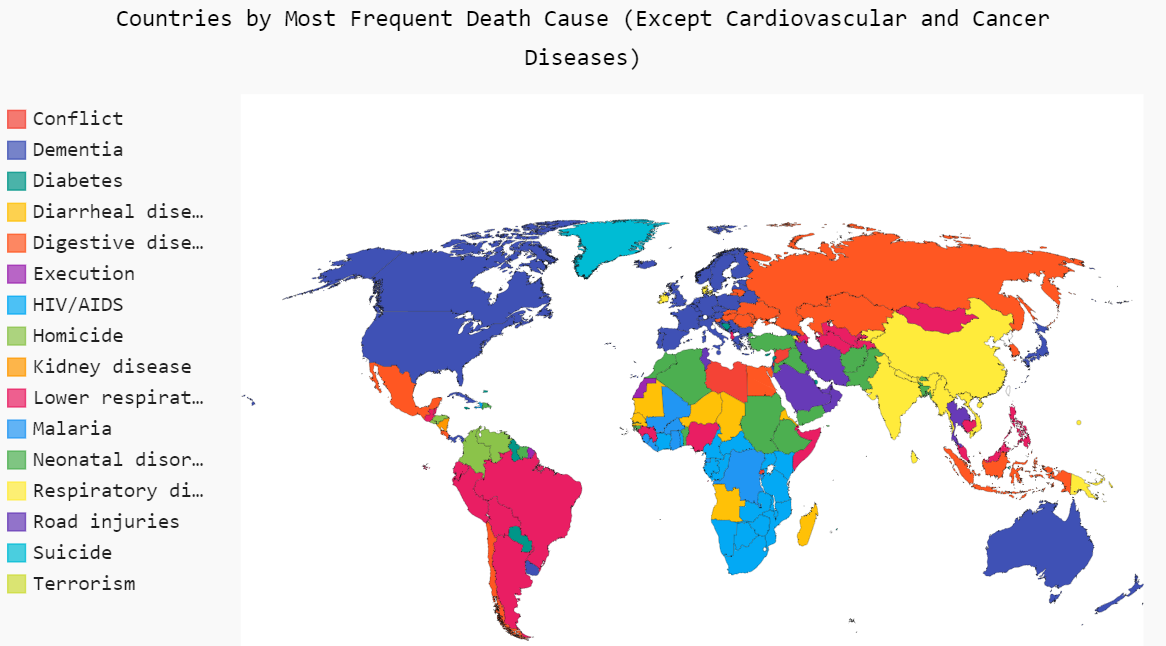 Countries by Most Frequent Death Cause (Except Cardiovascular and Cancer
Diseases)
Conflict
Dementia
Diabetes
Diarrheal dise…
Digestive dise…
Execution
HIV/AIDS
Homicide
Kidney disease
Lower respirat…
Malaria
Neonatal disor…
Respiratory di…
Road injuries
Suicide
Terrorism